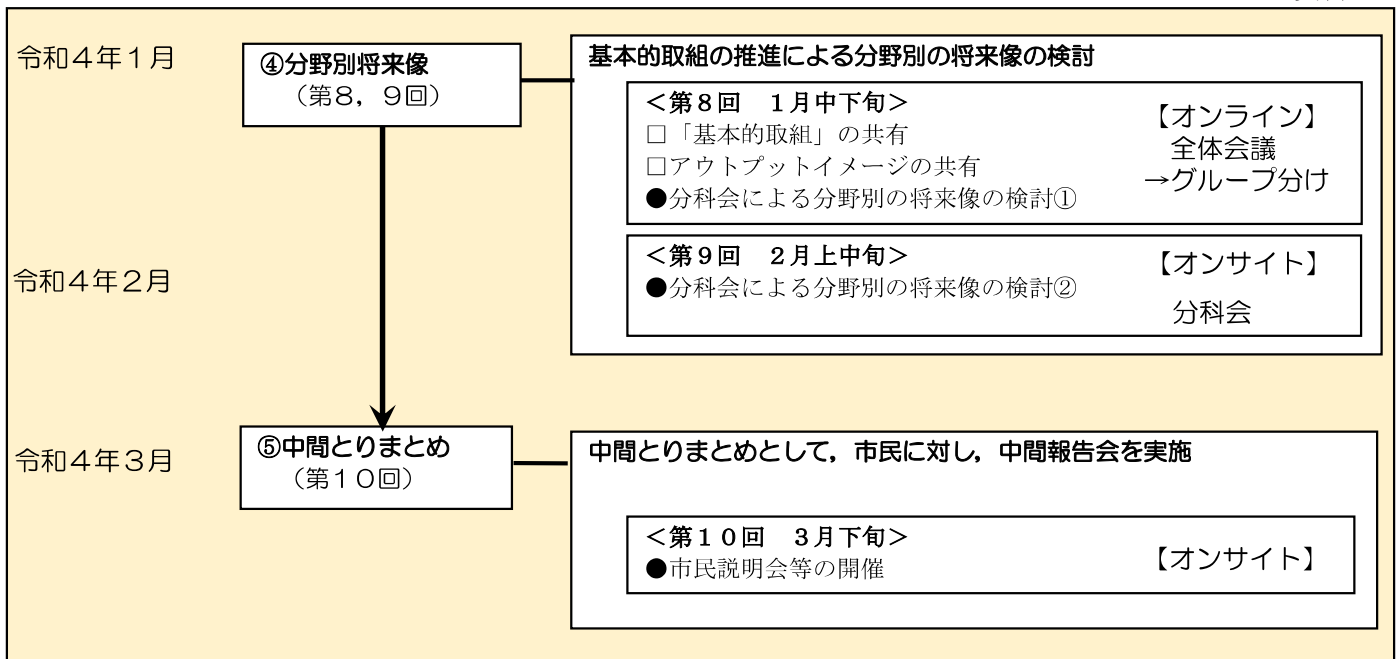 令和４年１月
④分野別将来像
（第８，９回）
基本的取組の推進による分野別の将来像の検討
＜第８回　１月中下旬＞
□「基本的取組」の共有
□アウトプットイメージの共有
●分科会による分野別の将来像の検討①
【オンライン】
全体会議
→グループ分け
令和４年２月
＜第９回　２月上中旬＞
●分科会による分野別の将来像の検討②
【オンサイト】
分科会
令和４年３月
⑤中間とりまとめ
（第１０回）
中間とりまとめとして，市民に対し，中間報告会を実施
＜第１０回　３月下旬＞
●市民説明会等の開催
【オンサイト】